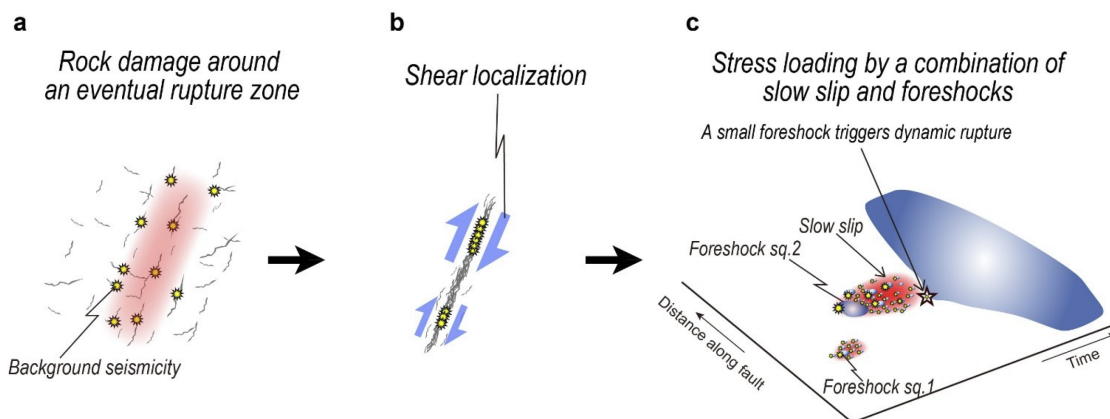 a
Rock damage around
an eventual rupture zone
Background seismicity
b
Shear localization
c
Stress loading by a combination of
slow slip and foreshocks
A small foreshock triggers dynamic rupture
Slow slip
Foreshock sq.2
Distance along fault
Foreshock sq.1
Time